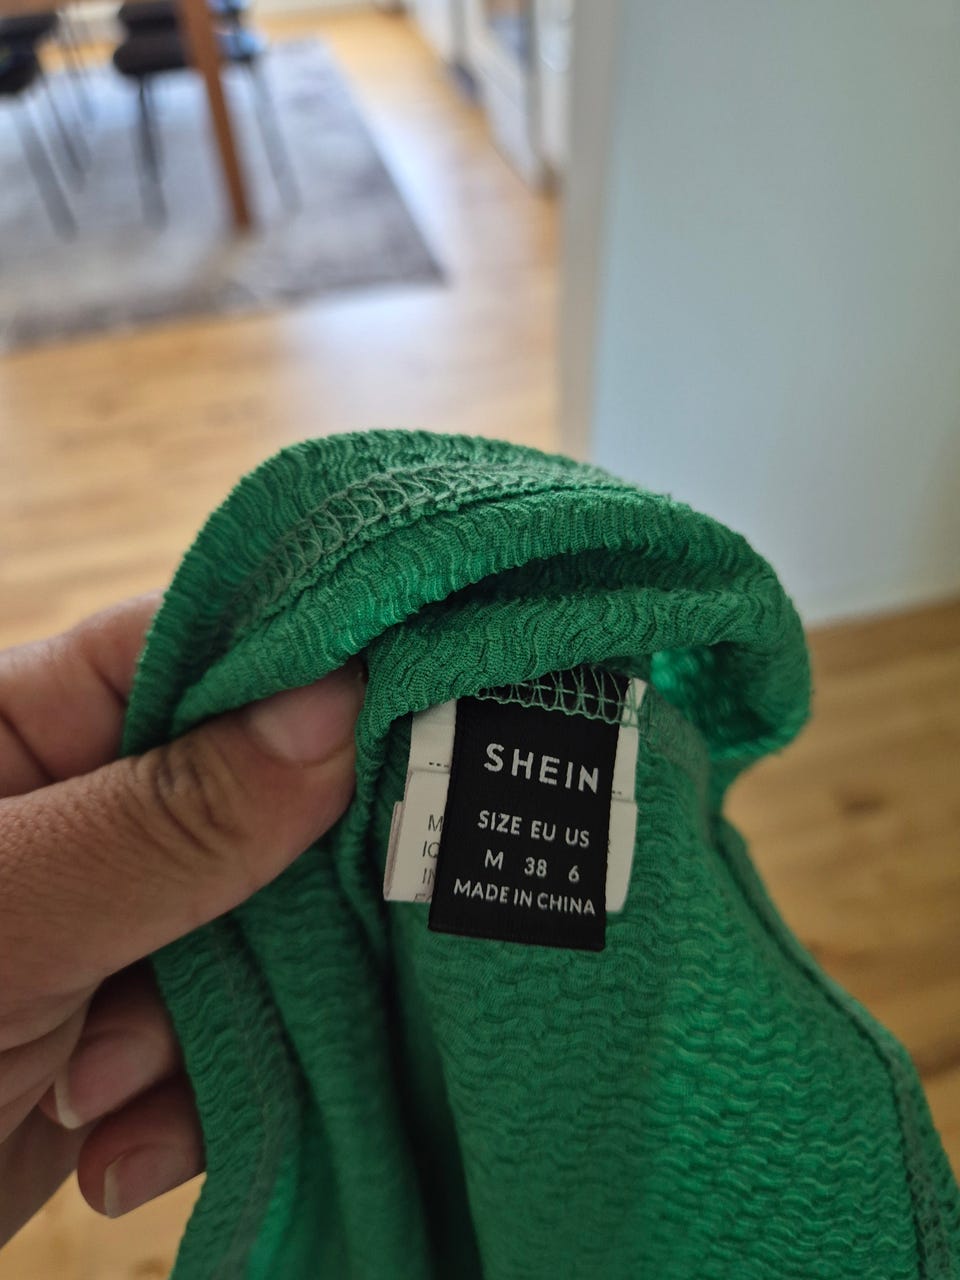 SHEIN
SIZE EU US
M 38 6
MADE IN CHINA